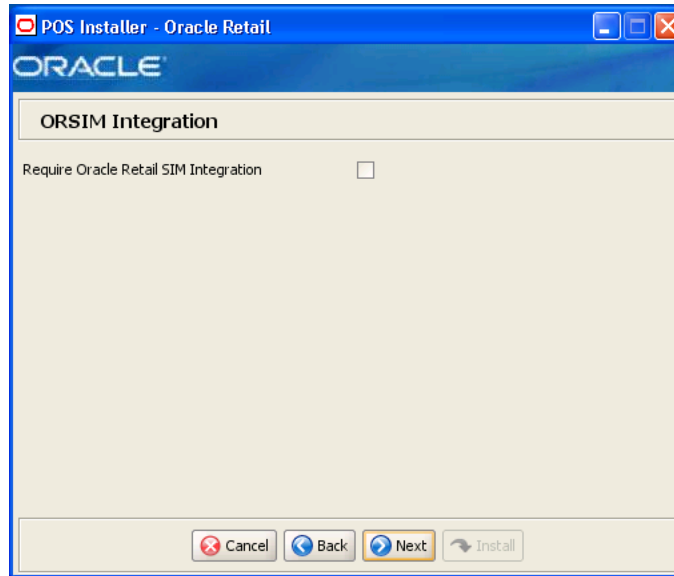 POS Installer - Oracle Retail
ORACLE
ORSIM Integration
Require Oracle Retail SIM Integration
Cancel Back Next Install